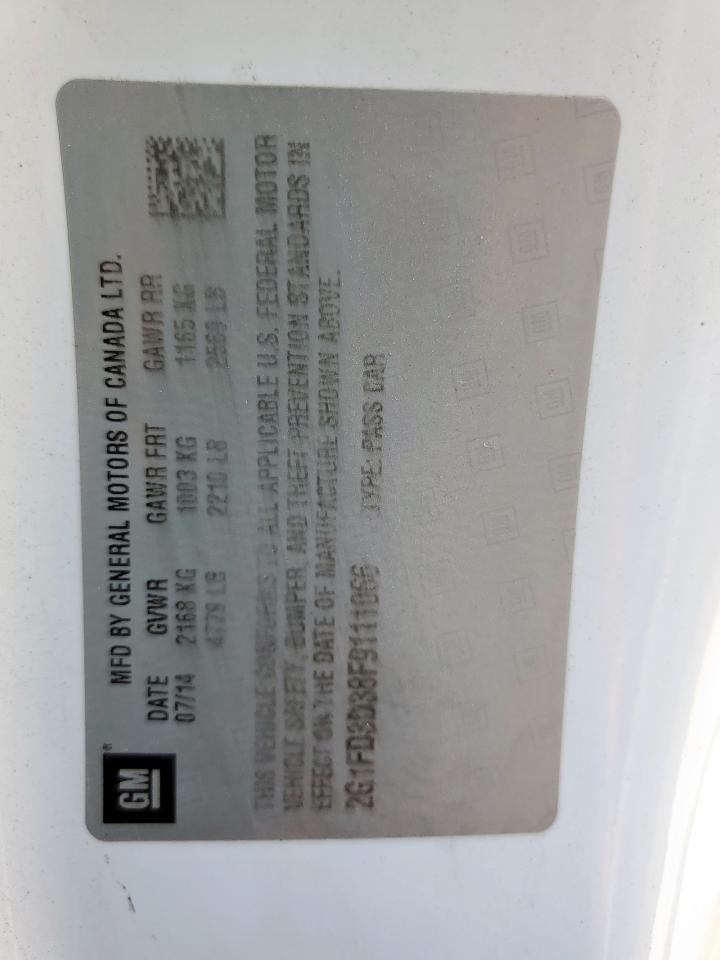 GM
MFD BY GENERAL MOTORS OF CANADA LTD.
DATE GVWR GAWR FRT GAWR RR
07/14 2168 KG 1003 KG 1165 KG
4779 LB 2210 LB 2569 LB
THIS VEHICLE CONFORMS TO ALL APPLICABLE U.S. FEDERAL MOTOR
VEHICLE SAFETY, BUMPER, AND THEFT PREVENTION STANDARDS IN
EFFECT ON THE DATE OF MANUFACTURE SHOWN ABOVE.
TYPE: PASS CAR